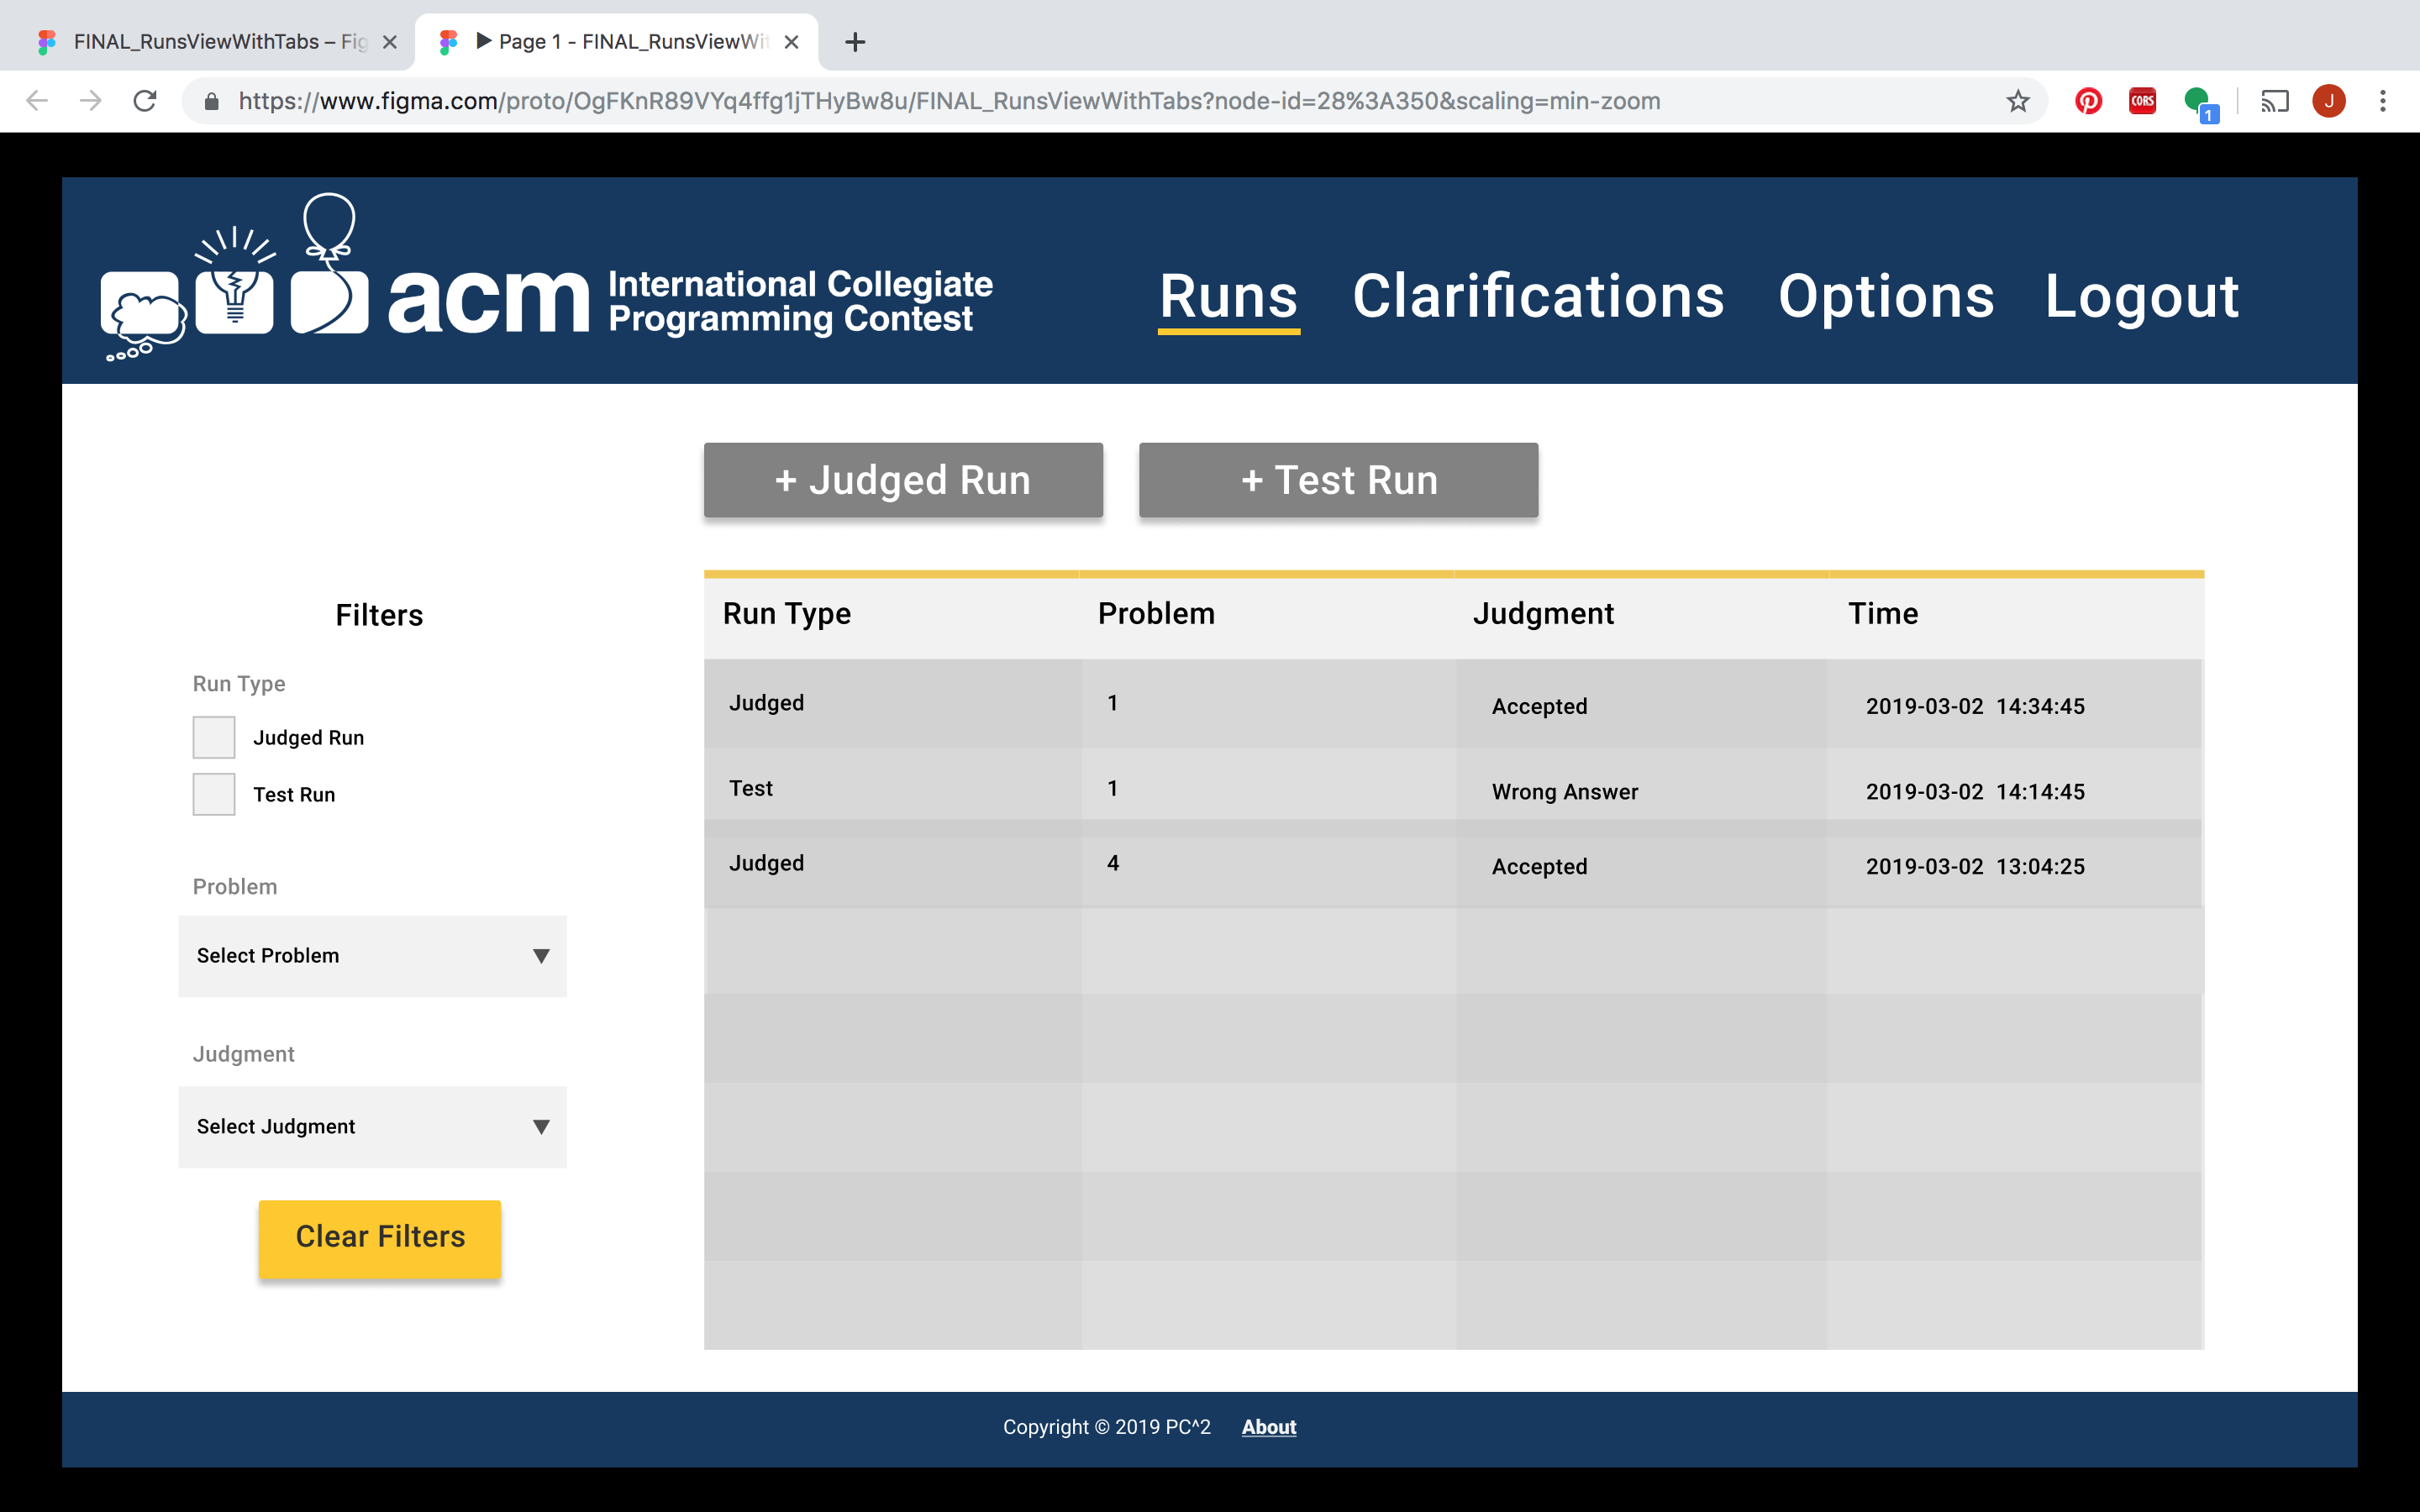 FINAL_RunsViewWithTabs – Fig
Page 1 - FINAL_RunsViewWit
https://www.figma.com/proto/OgFKnR89VYq4ffg1jTHyBw8u/FINAL_RunsViewWithTabs?node-id=28%3A350&scaling=min-zoom
CORS
1
J
acm International Collegiate
Programming Contest
Runs Clarifications Options Logout
+ Judged Run + Test Run
Filters
Run Type
Judged Run
Test Run
Problem
Select Problem
Judgment
Select Judgment
Clear Filters
Run Type Problem Judgment Time
Judged 1 Accepted 2019-03-02 14:34:45
Test 1 Wrong Answer 2019-03-02 14:14:45
Judged 4 Accepted 2019-03-02 13:04:25
Copyright © 2019 PC^2 About